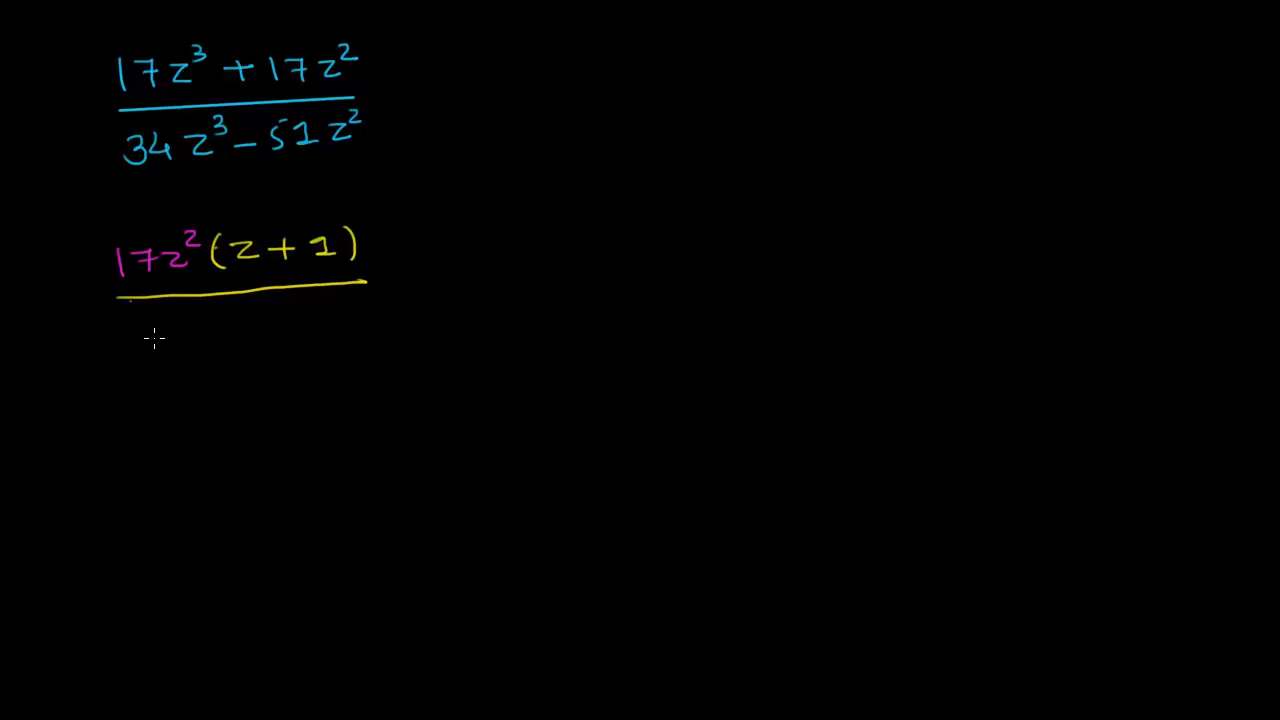 17z³ + 17z²
34z³ - 51z²
17z²(z + 1)